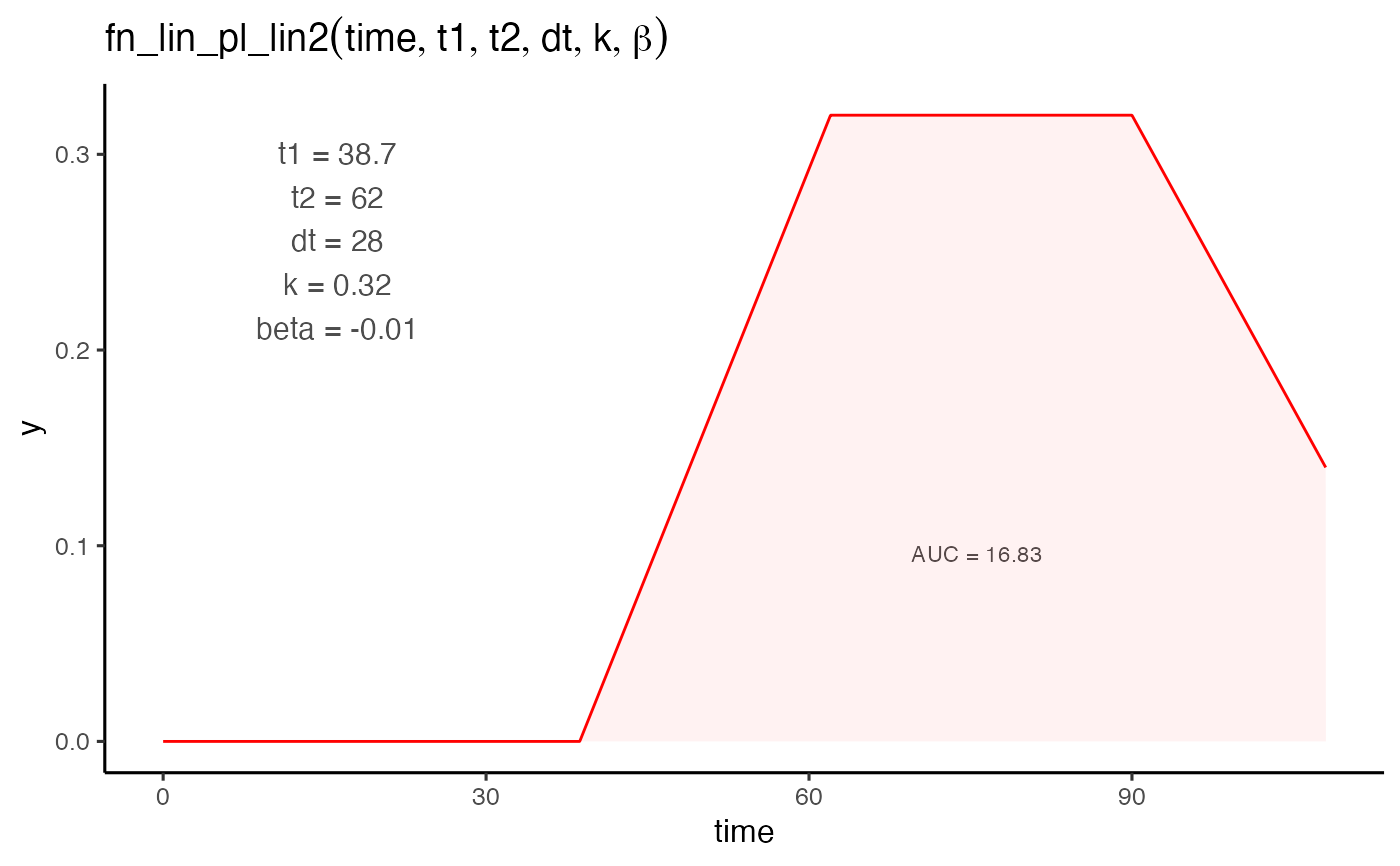 fn_lin_pl_lin2(time, t1, t2, dt, k, β)
t1 = 38.7
t2 = 62
dt = 28
k = 0.32
beta = -0.01
AUC = 16.83
y
0.3
0.2
0.1
0.0
0
30
60
90
time